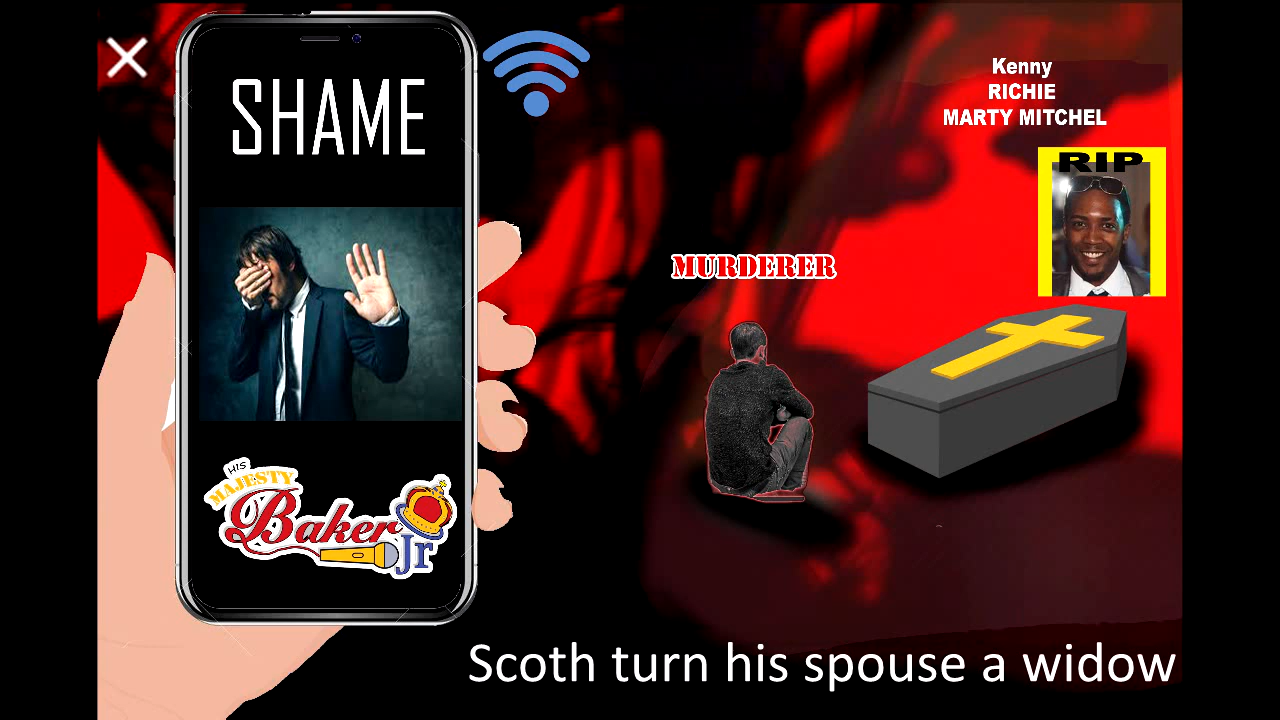 SHAME
HIS
MAJESTY
Baker
Jr
Kenny
RICHIE
MARTY MITCHEL
RIP
MURDERER
Scoth turn his spouse a widow